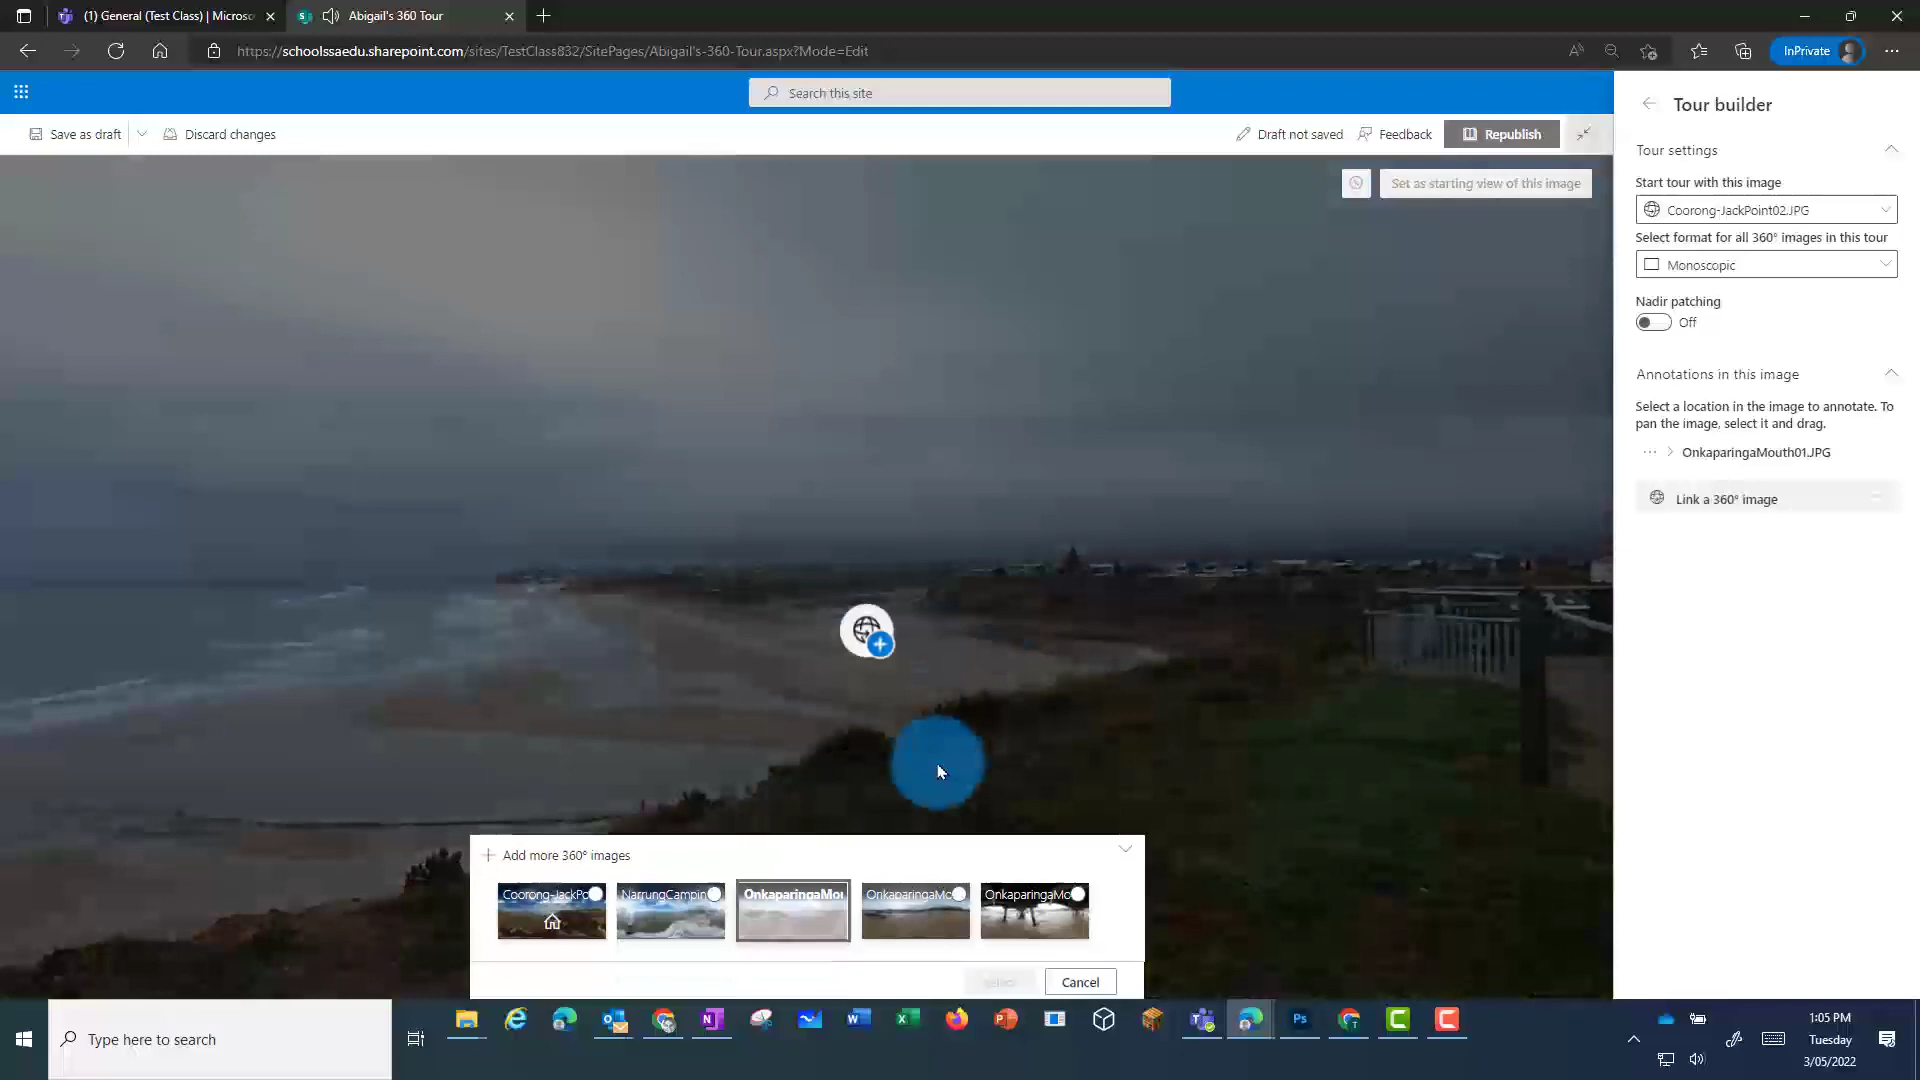 (1) General (Test Class) | Microso
Abigail's 360 Tour
https://schoolssaedu.sharepoint.com/sites/TestClass832/SitePages/Abigail's-360-Tour.aspx?Mode=Edit
InPrivate
Search this site
Save as draft
Discard changes
Draft not saved
Feedback
Republish
Set as starting view of this image
Tour builder
Tour settings
Start tour with this image
Coorong-JackPoint02.JPG
Select format for all 360° images in this tour
Monoscopic
Nadir patching
Off
Annotations in this image
Select a location in the image to annotate. To
pan the image, select it and drag.
OnkaparingaMouth01.JPG
Link a 360° image
Add more 360° images
Coorong-JackPo
NarrungCampin
OnkaparingaMou
OnkaparingaMo
OnkaparingaMo
Select
Cancel
Type here to search
1:05 PM
Tuesday
3/05/2022